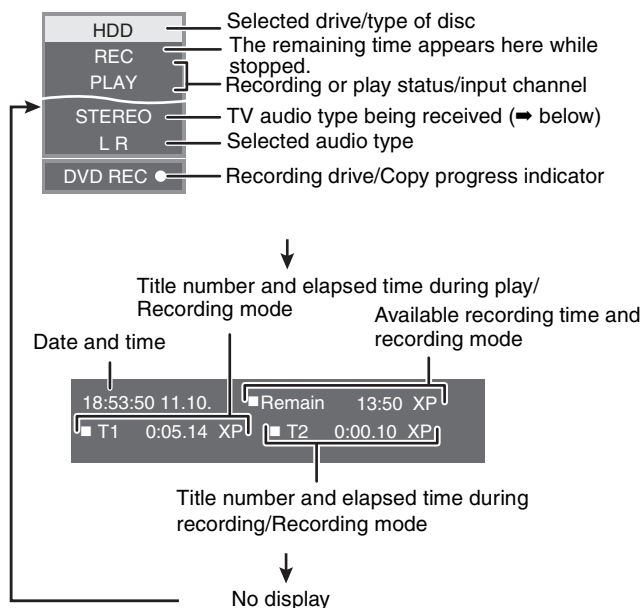 HDD
Selected drive/type of disc
REC
The remaining time appears here while
stopped.
PLAY
Recording or play status/input channel
STEREO
TV audio type being received (➡ below)
L R
Selected audio type
DVD REC ●
Recording drive/Copy progress indicator
Title number and elapsed time during play/
Recording mode
Available recording time and
recording mode
Date and time
18:53:50 11.10. ■Remain 13:50 XP
■ T1 0:05.14 XP ■ T2 0:00.10 XP
Title number and elapsed time during
recording/Recording mode
No display